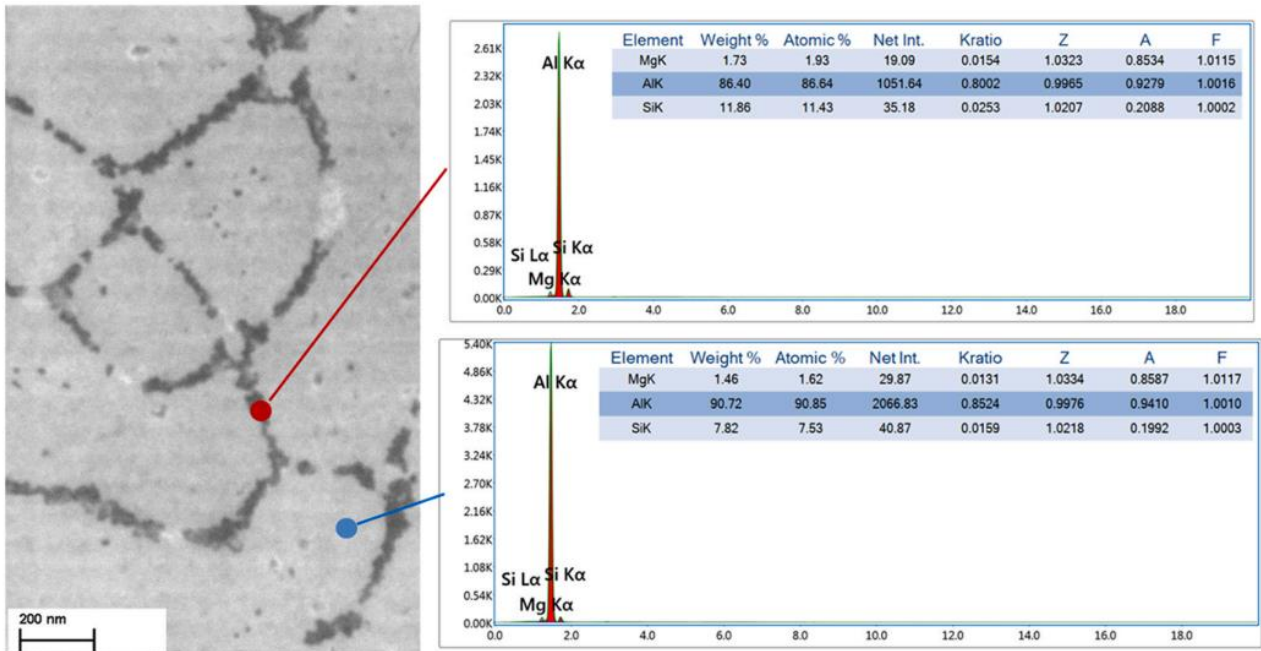 200 nm
Element Weight % Atomic % Net Int. Kratio Z A F
MgK 1.73 1.93 19.09 0.0154 1.0323 0.8534 1.0115
AlK 86.40 86.64 1051.64 0.8002 0.9965 0.9279 1.0016
SiK 11.86 11.43 35.18 0.0253 1.0207 0.2088 1.0002
2.61K
2.32K
2.03K
1.74K
1.45K
1.16K
0.87K
0.58K
0.29K
0.00K
Al Kα
Si Lα Si Kα
Mg Kα
0.0 2.0 4.0 6.0 8.0 10.0 12.0 14.0 16.0 18.0
Element Weight % Atomic % Net Int. Kratio Z A F
MgK 1.46 1.62 29.87 0.0131 1.0334 0.8587 1.0117
AlK 90.72 90.85 2066.83 0.8524 0.9976 0.9410 1.0010
SiK 7.82 7.53 40.87 0.0159 1.0218 0.1992 1.0003
5.40K
4.86K
4.32K
3.78K
3.24K
2.70K
2.16K
1.62K
1.08K
0.54K
0.00K
Al Kα
Si Lα Si Kα
Mg Kα
0.0 2.0 4.0 6.0 8.0 10.0 12.0 14.0 16.0 18.0